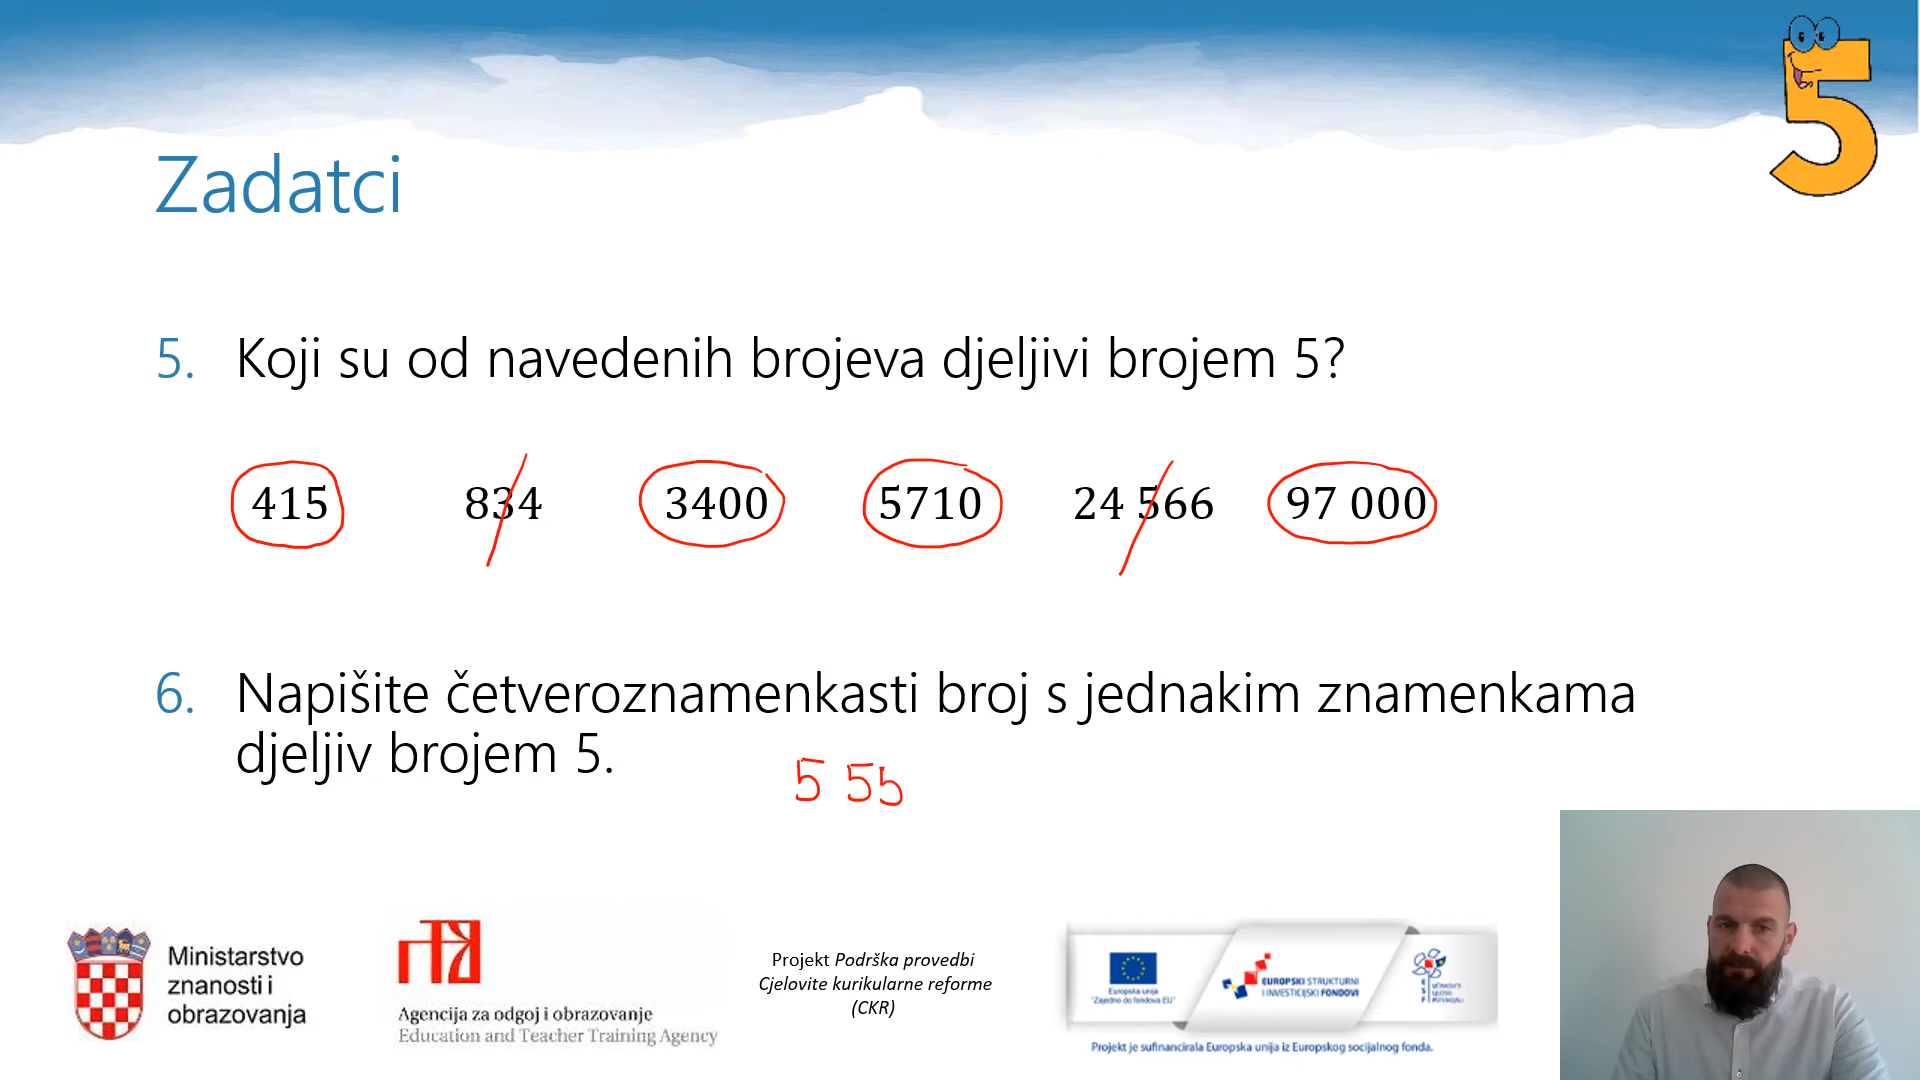 5
Zadatci
5. Koji su od navedenih brojeva djeljivi brojem 5?
415 834 3400 5710 24 566 97 000
6. Napišite četveroznamenkasti broj s jednakim znamenkama
djeljiv brojem 5.
5 55
Ministarstvo
znanosti i
obrazovanja
Agencija za odgoj i obrazovanje
Education and Teacher Training Agency
Projekt Podrška provedbi
Cjelovite kurikularne reforme
(CKR)
Europska unija
"Zajedno do fondova EU"
EUROPSKI STRUKTURNI
I INVESTICIJSKI FONDOVI
ESF
Projekt je sufinancirala Europska unija iz Europskog socijalnog fonda.